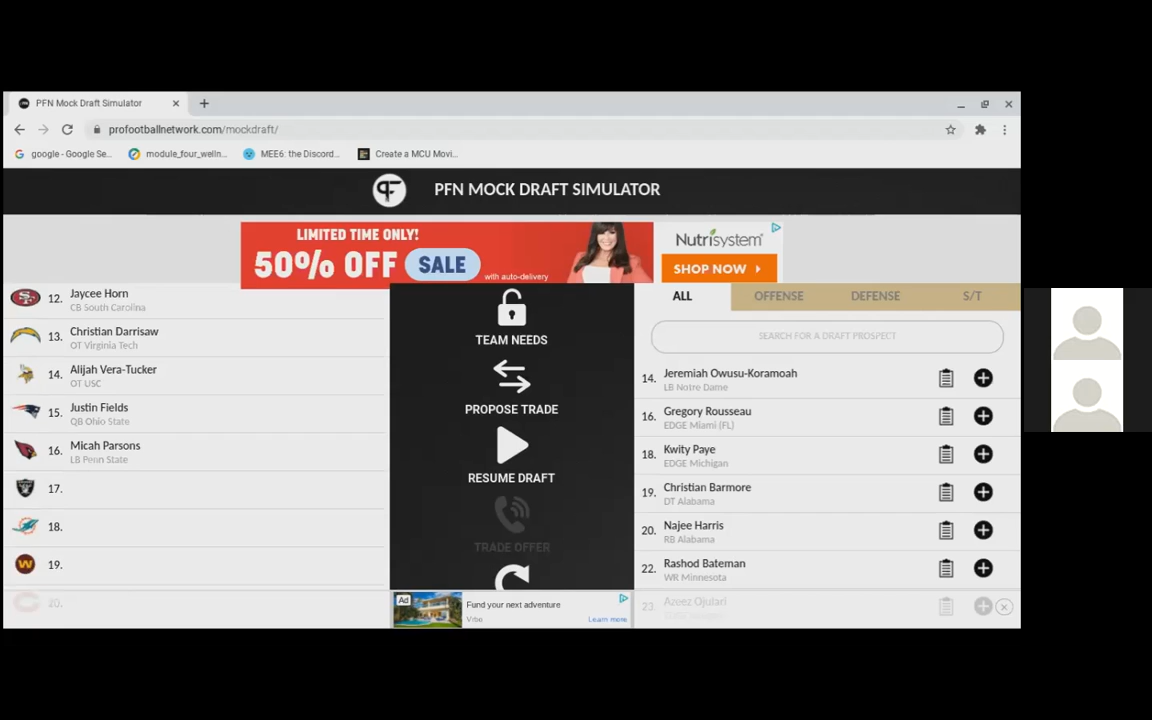 PFN Mock Draft Simulator
profootballnetwork.com/mockdraft/
google - Google Se...
module_four_welln...
MEE6: the Discord...
Create a MCU Movi...
PFN MOCK DRAFT SIMULATOR
LIMITED TIME ONLY!
50% OFF SALE
with auto-delivery
Nutrisystem
SHOP NOW
12. Jaycee Horn
CB South Carolina
13. Christian Darrisaw
OT Virginia Tech
14. Alijah Vera-Tucker
OT USC
15. Justin Fields
QB Ohio State
16. Micah Parsons
LB Penn State
17.
18.
19.
20.
TEAM NEEDS
PROPOSE TRADE
RESUME DRAFT
TRADE OFFER
Ad
Fund your next adventure
Vrbo
Learn more
ALL OFFENSE DEFENSE S/T
SEARCH FOR A DRAFT PROSPECT
14. Jeremiah Owusu-Koramoah
LB Notre Dame
16. Gregory Rousseau
EDGE Miami (FL)
18. Kwity Paye
EDGE Michigan
19. Christian Barmore
DT Alabama
20. Najee Harris
RB Alabama
22. Rashod Bateman
WR Minnesota
23. Azeez Ojulari